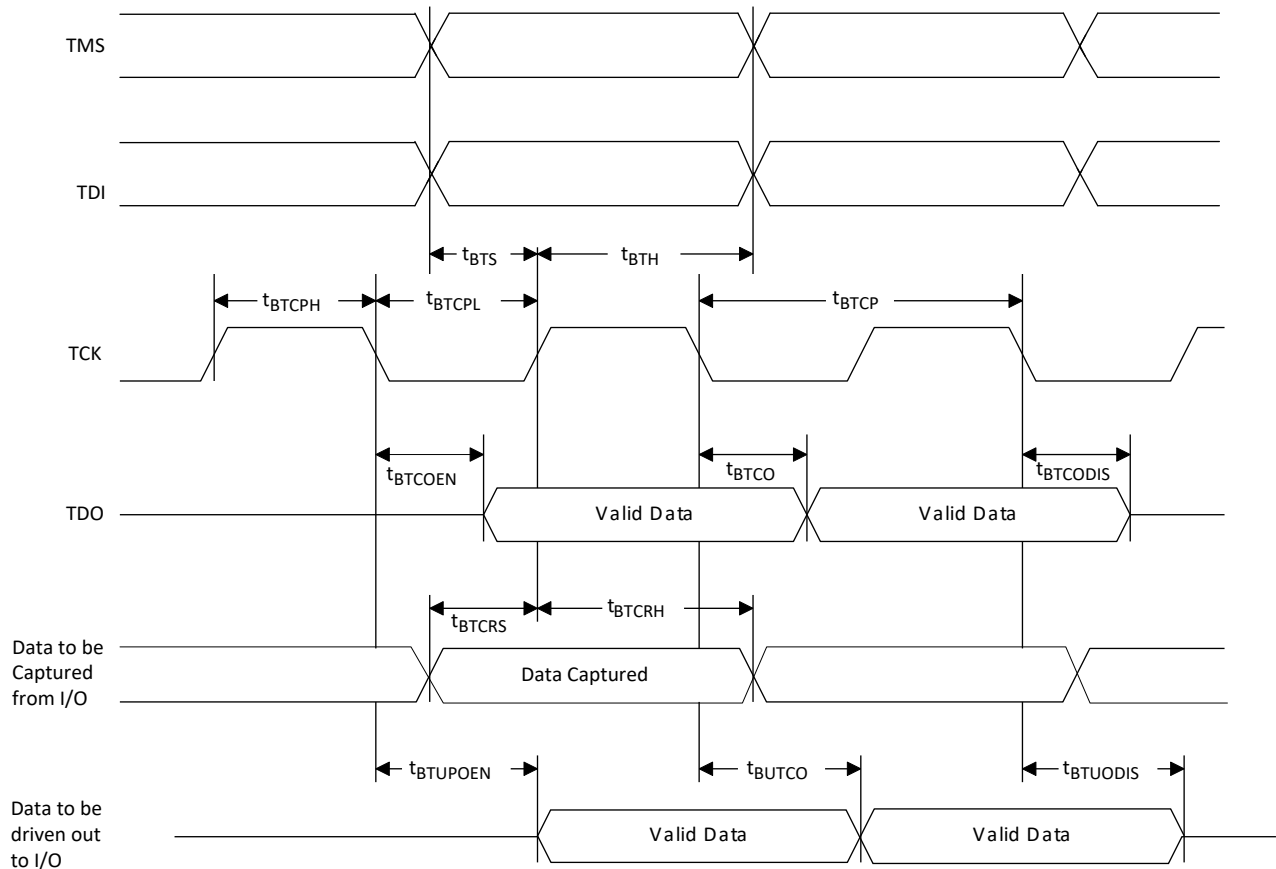 TMS
TDI
tBTS
tBTH
tBTCPH
tBTCPL
tBTCP
TCK
tBTCOEN
tBTCO
tBTCODIS
TDO
Valid Data
Valid Data
tBTCRS
tBTCRH
Data to be
Captured
from I/O
Data Captured
tBTUPOEN
tBUTCO
tBTUODIS
Data to be
driven out
to I/O
Valid Data
Valid Data